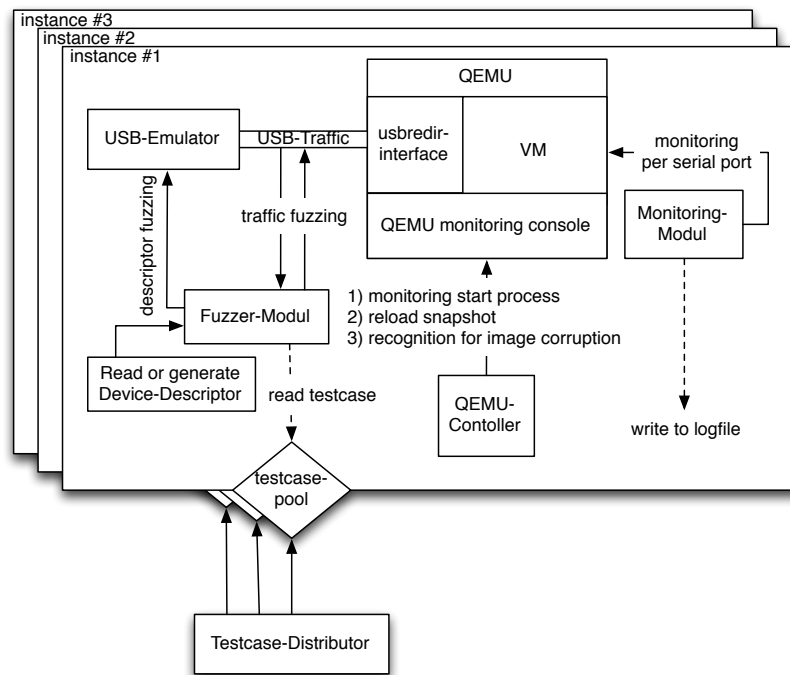 instance #3
instance #2
instance #1
QEMU
USB-Emulator
USB-Traffic
usbredir-
interface
VM
monitoring
per serial port
descriptor fuzzing
traffic fuzzing
QEMU monitoring console
Monitoring-
Modul
Fuzzer-Modul
1) monitoring start process
2) reload snapshot
3) recognition for image corruption
Read or generate
Device-Descriptor
read testcase
QEMU-
Contoller
write to logfile
testcase-
pool
Testcase-Distributor